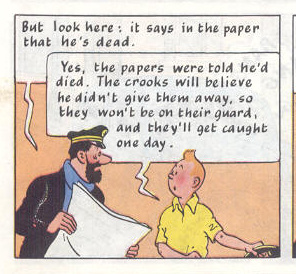 But look here: it says in the paper
that he's dead.
Yes, the papers were told he'd
died. The crooks will believe
he didn't give them away, so
they won't be on their guard,
and they'll get caught
one day.